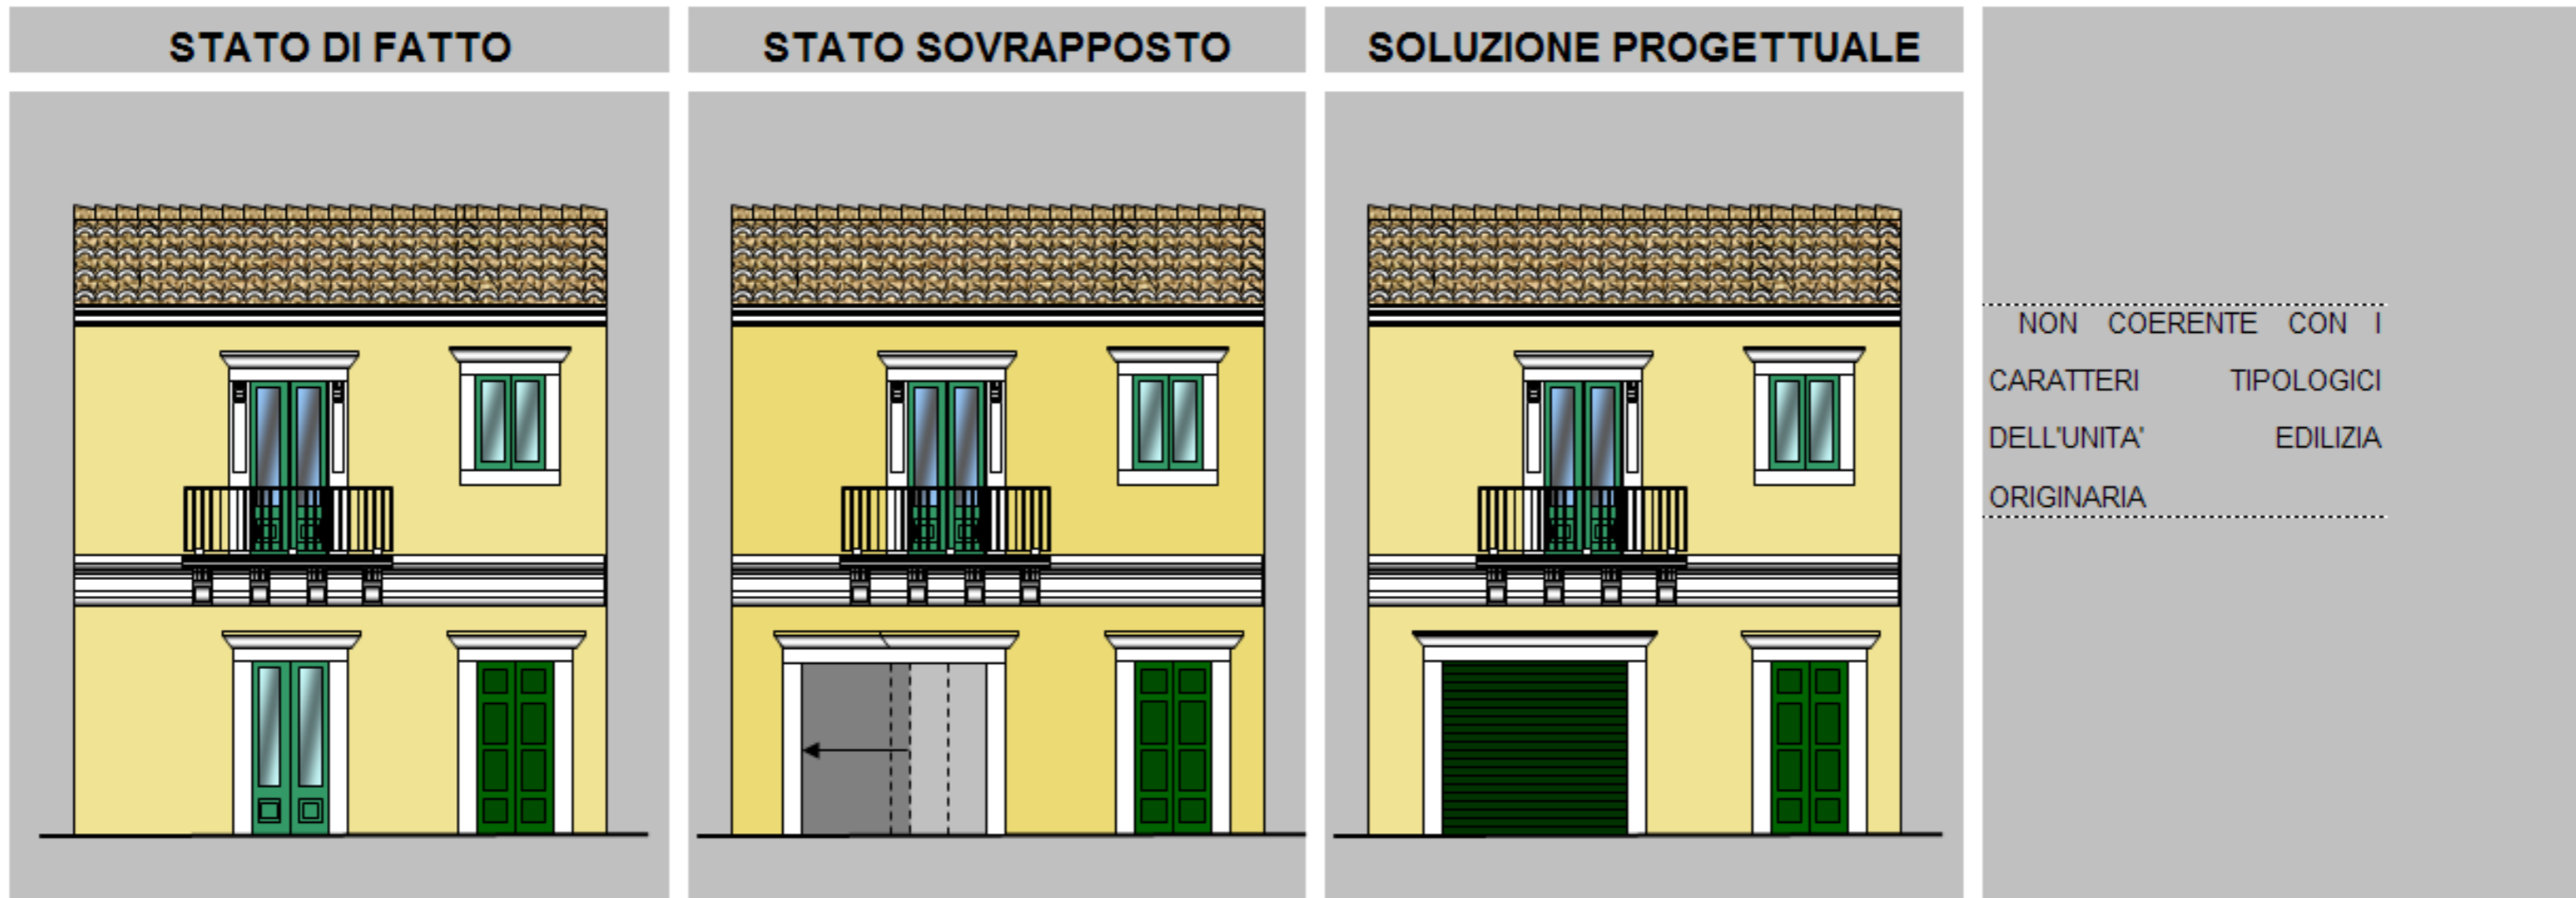 STATO DI FATTO
STATO SOVRAPPOSTO
SOLUZIONE PROGETTUALE
NON COERENTE CON I
CARATTERI TIPOLOGICI
DELL'UNITA' EDILIZIA
ORIGINARIA